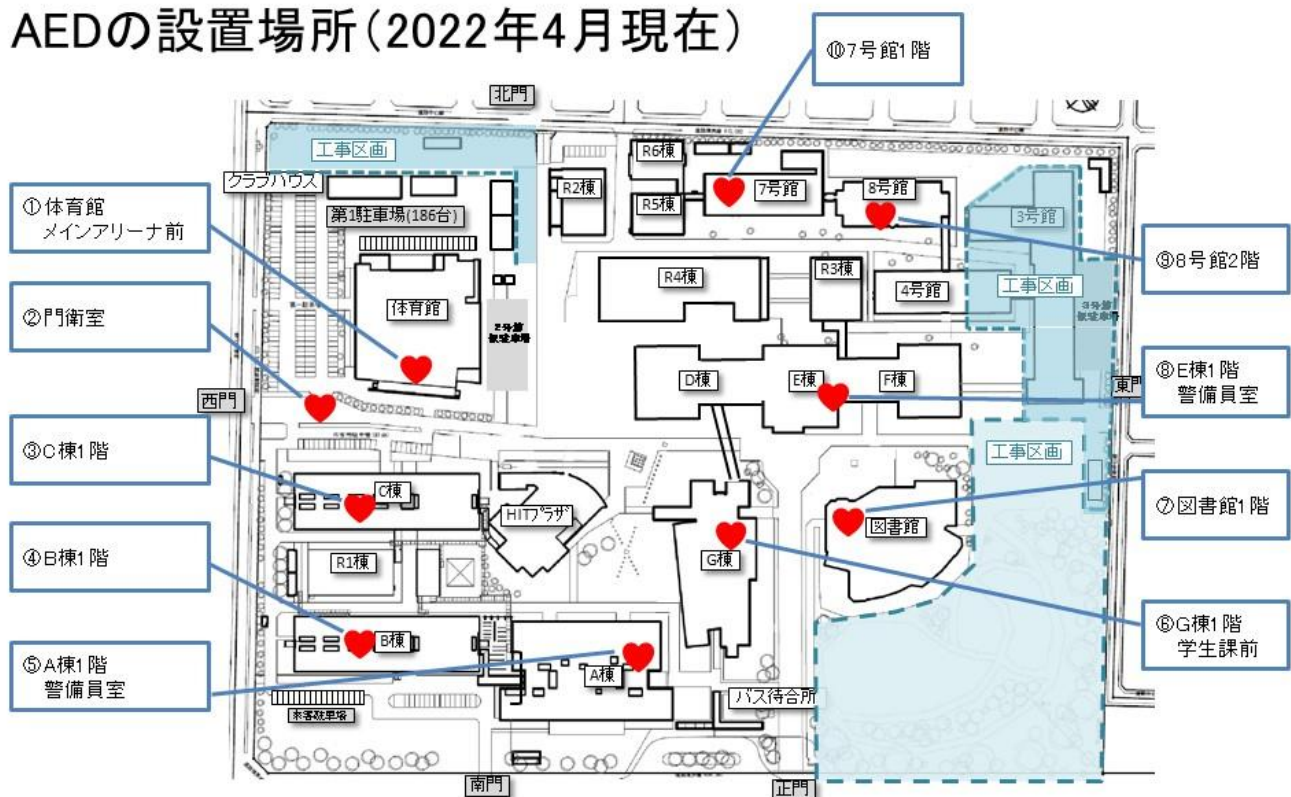 AEDの設置場所(2022年4月現在)
⑩7号館1階
北門
工事区画
クラブハウス
第1駐車場(186台)
R2棟
R6棟
R5棟
7号館
8号館
3号館
①体育館
メインアリーナ前
⑨8号館2階
R4棟
R3棟
4号館
工事区画
体育館
②門衛室
D棟
E棟
F棟
⑧E棟1階
警備員室
西門
東門
③C棟1階
工事区画
C棟
HITプラザ
図書館
⑦図書館1階
④B棟1階
R1棟
G棟
⑥G棟1階
学生課前
B棟
⑤A棟1階
警備員室
A棟
バス待合所
来客駐車場
南門
正門